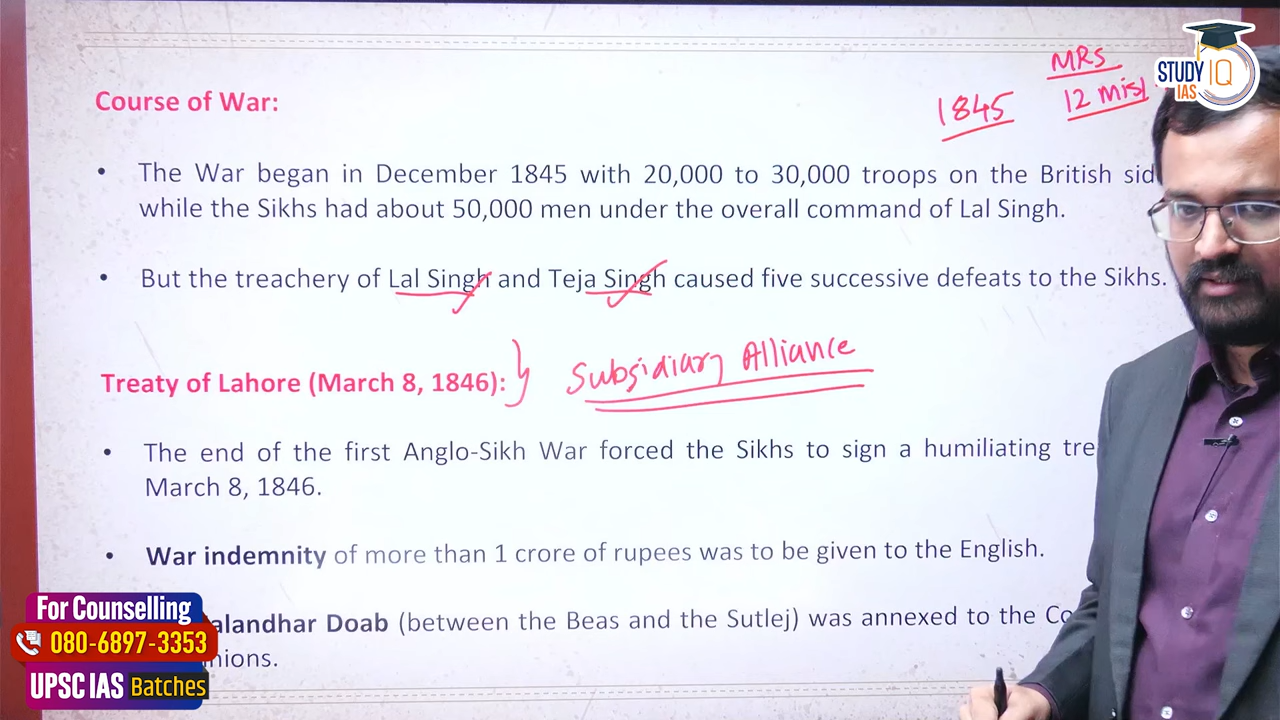 STUDY IQ
IAS
MRS
12 misl
1845
Course of War:
• The War began in December 1845 with 20,000 to 30,000 troops on the British sid
while the Sikhs had about 50,000 men under the overall command of Lal Singh.
• But the treachery of Lal Singh and Teja Singh caused five successive defeats to the Sikhs.
Treaty of Lahore (March 8, 1846): } Subsidiary Alliance
• The end of the first Anglo-Sikh War forced the Sikhs to sign a humiliating tre
March 8, 1846.
• War indemnity of more than 1 crore of rupees was to be given to the English.
alandhar Doab (between the Beas and the Sutlej) was annexed to the Co
nions.
For Counselling
080-6897-3353
UPSC IAS Batches